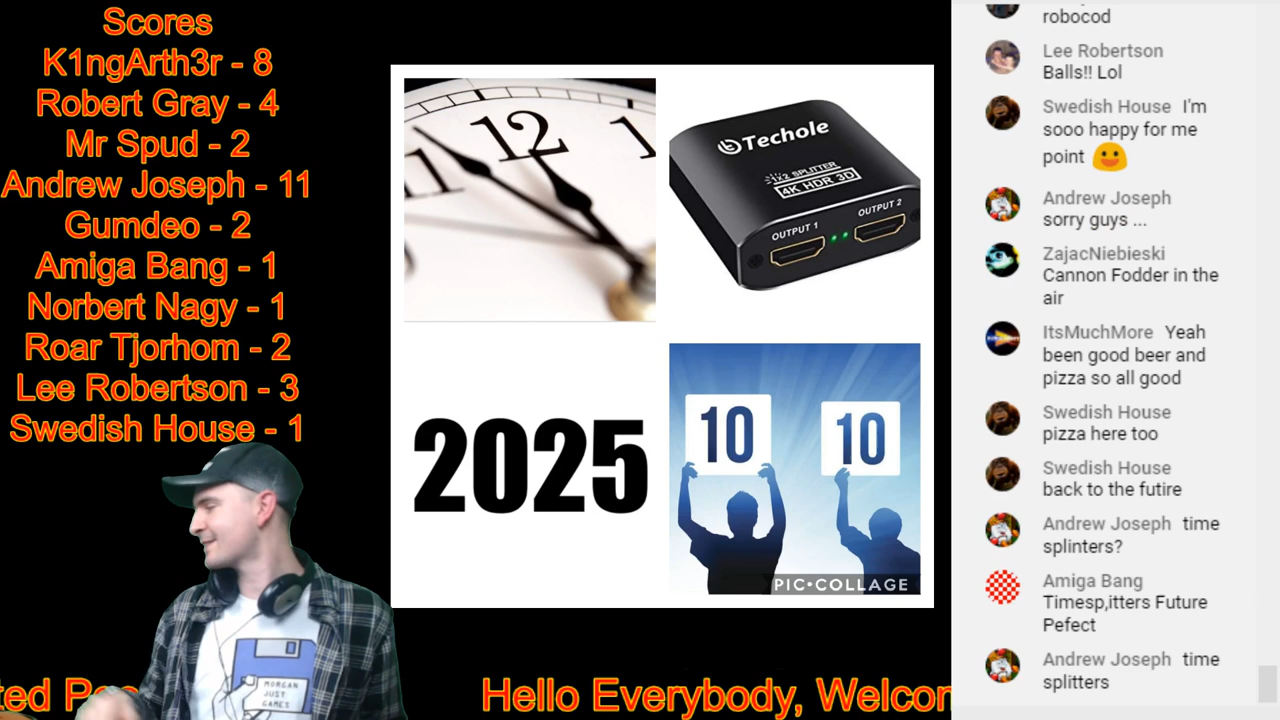 Scores
K1ngArth3r - 8
Robert Gray - 4
Mr Spud - 2
Andrew Joseph - 11
Gumdeo - 2
Amiga Bang - 1
Norbert Nagy - 1
Roar Tjorhom - 2
Lee Robertson - 3
Swedish House - 1
11 12 1
Techole
1x2 SPLITTER
4K HDR 3D
OUTPUT 1 OUTPUT 2
2025
10 10
PIC•COLLAGE
MORGAN
JUST
GAMES
Hello Everybody, Welcon
robocod
Lee Robertson
Balls!! Lol
Swedish House I'm
sooo happy for me
point
Andrew Joseph
sorry guys ...
ZajacNiebieski
Cannon Fodder in the
air
ItsMuchMore Yeah
been good beer and
pizza so all good
Swedish House
pizza here too
Swedish House
back to the futire
Andrew Joseph time
splinters?
Amiga Bang
Timesp,itters Future
Pefect
Andrew Joseph time
splitters